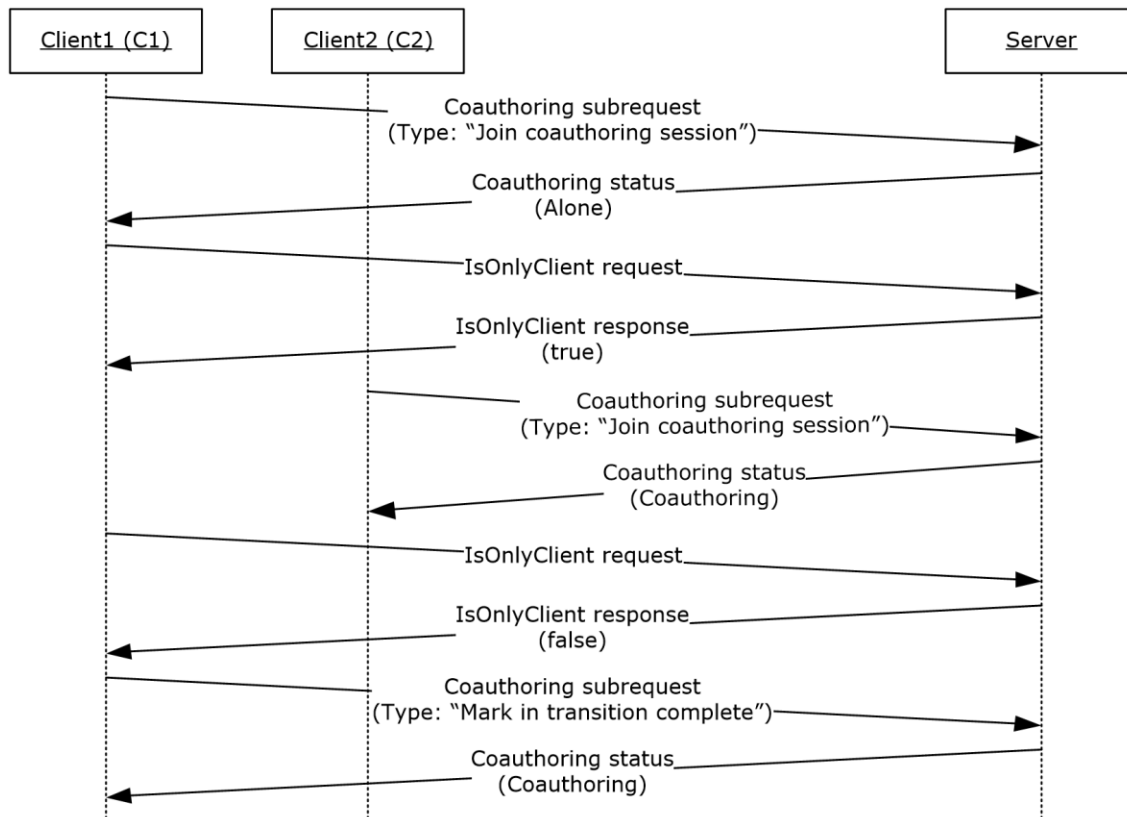 Client1 (C1)
Client2 (C2)
Server
Coauthoring subrequest
(Type: “Join coauthoring session”)
Coauthoring status
(Alone)
IsOnlyClient request
IsOnlyClient response
(true)
Coauthoring subrequest
(Type: “Join coauthoring session”)
Coauthoring status
(Coauthoring)
IsOnlyClient request
IsOnlyClient response
(false)
Coauthoring subrequest
(Type: “Mark in transition complete”)
Coauthoring status
(Coauthoring)